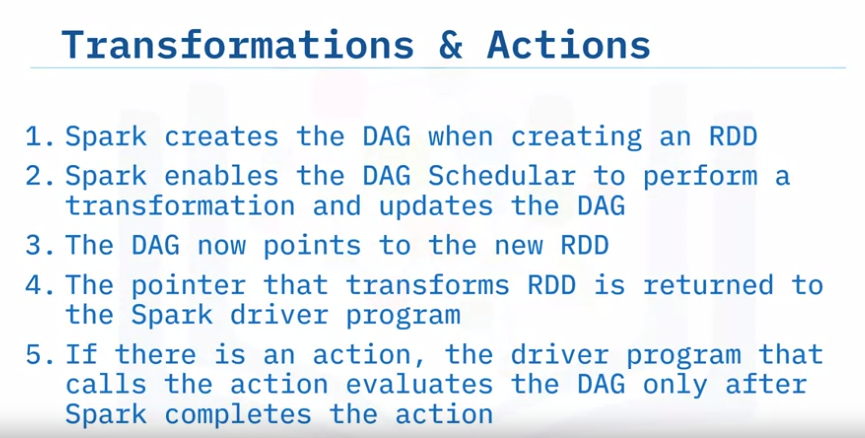 Transformations & Actions
1. Spark creates the DAG when creating an RDD
2. Spark enables the DAG Schedular to perform a
transformation and updates the DAG
3. The DAG now points to the new RDD
4. The pointer that transforms RDD is returned to
the Spark driver program
5. If there is an action, the driver program that
calls the action evaluates the DAG only after
Spark completes the action